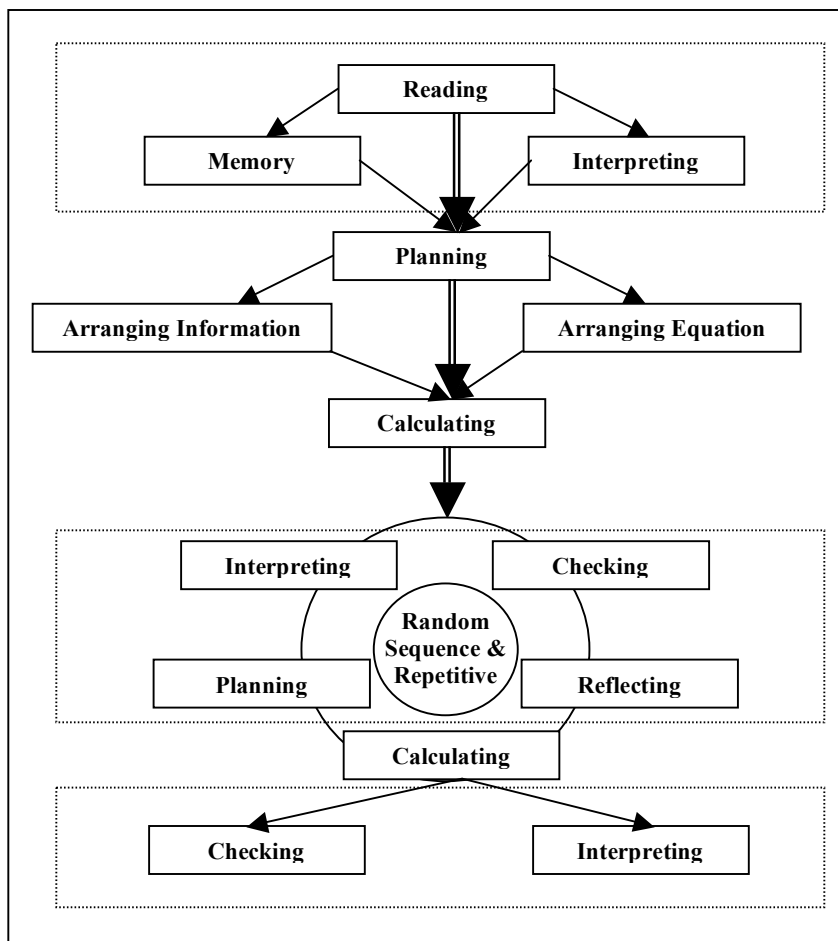 Reading
Memory
Interpreting
Planning
Arranging Information
Arranging Equation
Calculating
Interpreting
Checking
Random
Sequence &
Repetitive
Planning
Reflecting
Calculating
Checking
Interpreting